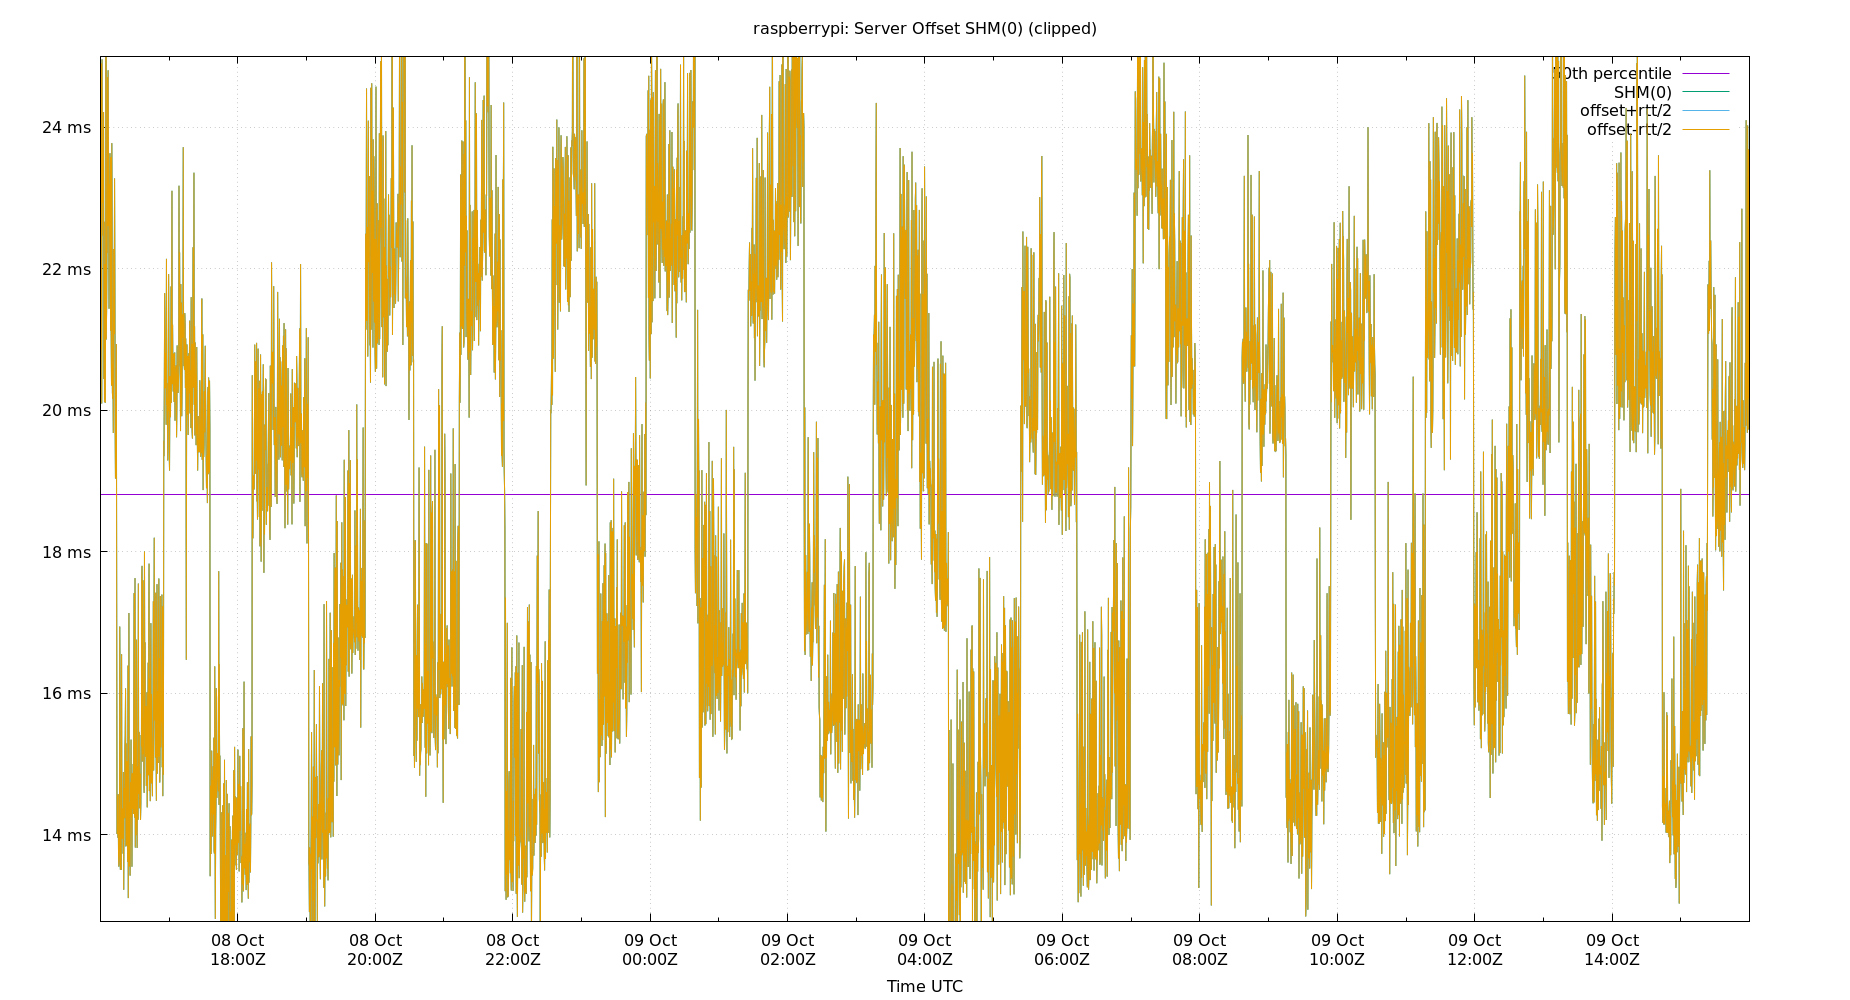 raspberrypi: Server Offset SHM(0) (clipped)
24 ms
22 ms
20 ms
18 ms
16 ms
14 ms
percentile
SHM(0)
offset+rtt/2
offset-rtt/2
08 Oct 08 Oct 08 Oct 09 Oct 09 Oct 09 Oct 09 Oct 09 Oct 09 Oct 09 Oct 09 Oct
18:00Z 20:00Z 22:00Z 00:00Z 02:00Z 04:00Z 06:00Z 08:00Z 10:00Z 12:00Z 14:00Z
Time UTC